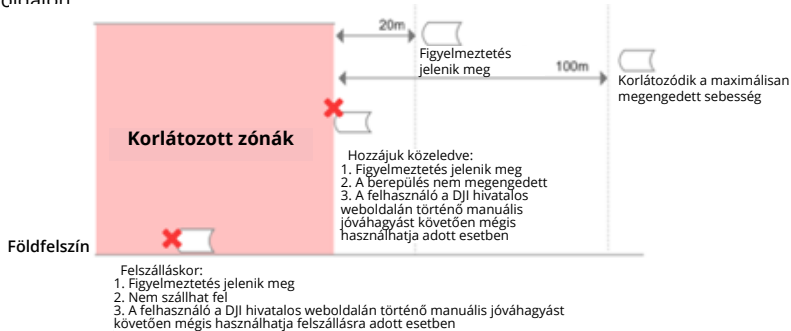 20m
Figyelmeztetés
jelenik meg
100m
Korlátozódik a maximálisan
megengedett sebesség
Korlátozott zónák
Hozzájuk közeledve:
1. Figyelmeztetés jelenik meg
2. A berepülés nem megengedett
3. A felhasználó a DJI hivatalos
weboldalán történő manuális
jóváhagyást követően mégis
használhatja adott esetben
Földfelszín
Felszálláskor:
1. Figyelmeztetés jelenik meg
2. Nem szállhat fel
3. A felhasználó a DJI hivatalos weboldalán történő manuális jóváhagyást
követően mégis használhatja felszállásra adott esetben